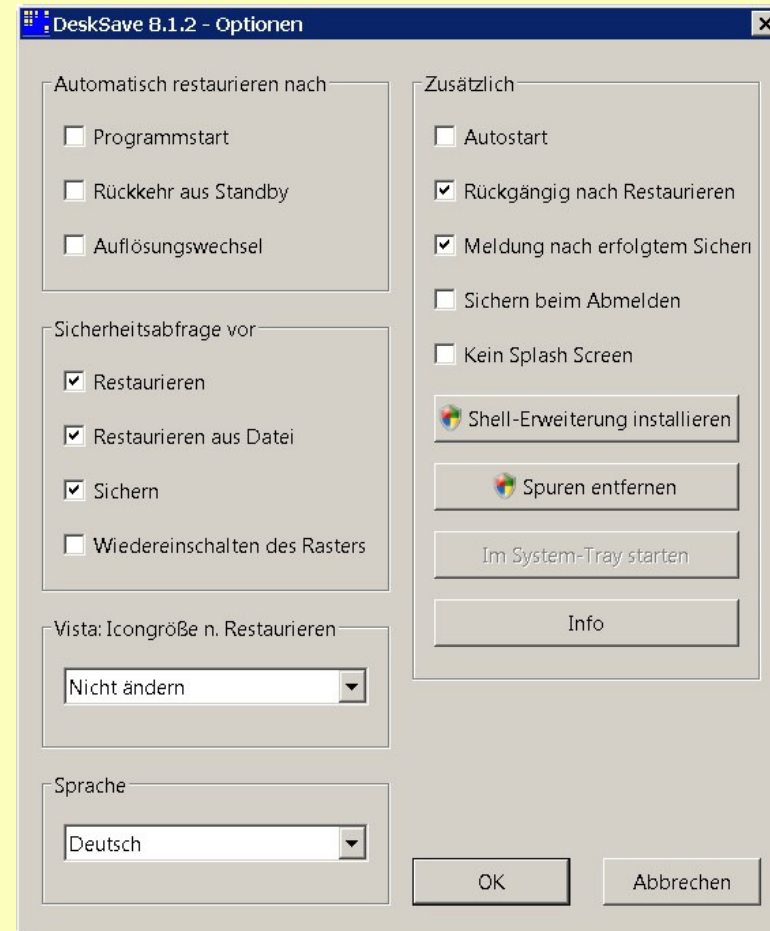 DeskSave 8.1.2 - Optionen
Automatisch restaurieren nach
Programmstart
Rückkehr aus Standby
Auflösungswechsel
Sicherheitsabfrage vor
Restaurieren
Restaurieren aus Datei
Sichern
Wiedereinschalten des Rasters
Vista: Icongröße n. Restaurieren
Nicht ändern
Sprache
Deutsch
Zusätzlich
Autostart
Rückgängig nach Restaurieren
Meldung nach erfolgtem Sichern
Sichern beim Abmelden
Kein Splash Screen
Shell-Erweiterung installieren
Spuren entfernen
Im System-Tray starten
Info
OK
Abbrechen